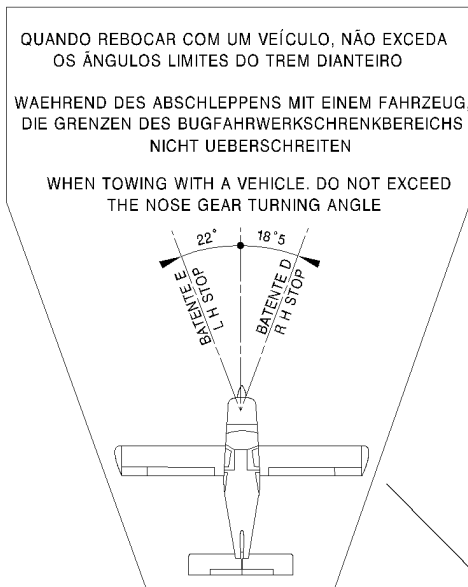 QUANDO REBOCAR COM UM VEÍCULO, NÃO EXCEDA
OS ÂNGULOS LIMITES DO TREM DIANTEIRO
WAEHREND DES ABSCHLEPPENS MIT EINEM FAHRZEUG,
DIE GRENZEN DES BUGFAHRWERKSCHRENKBEREICHS
NICHT UEBERSCHREITEN
WHEN TOWING WITH A VEHICLE. DO NOT EXCEED
THE NOSE GEAR TURNING ANGLE
22°
18°5
BATENTE E
L H STOP
BATENTE D
R H STOP